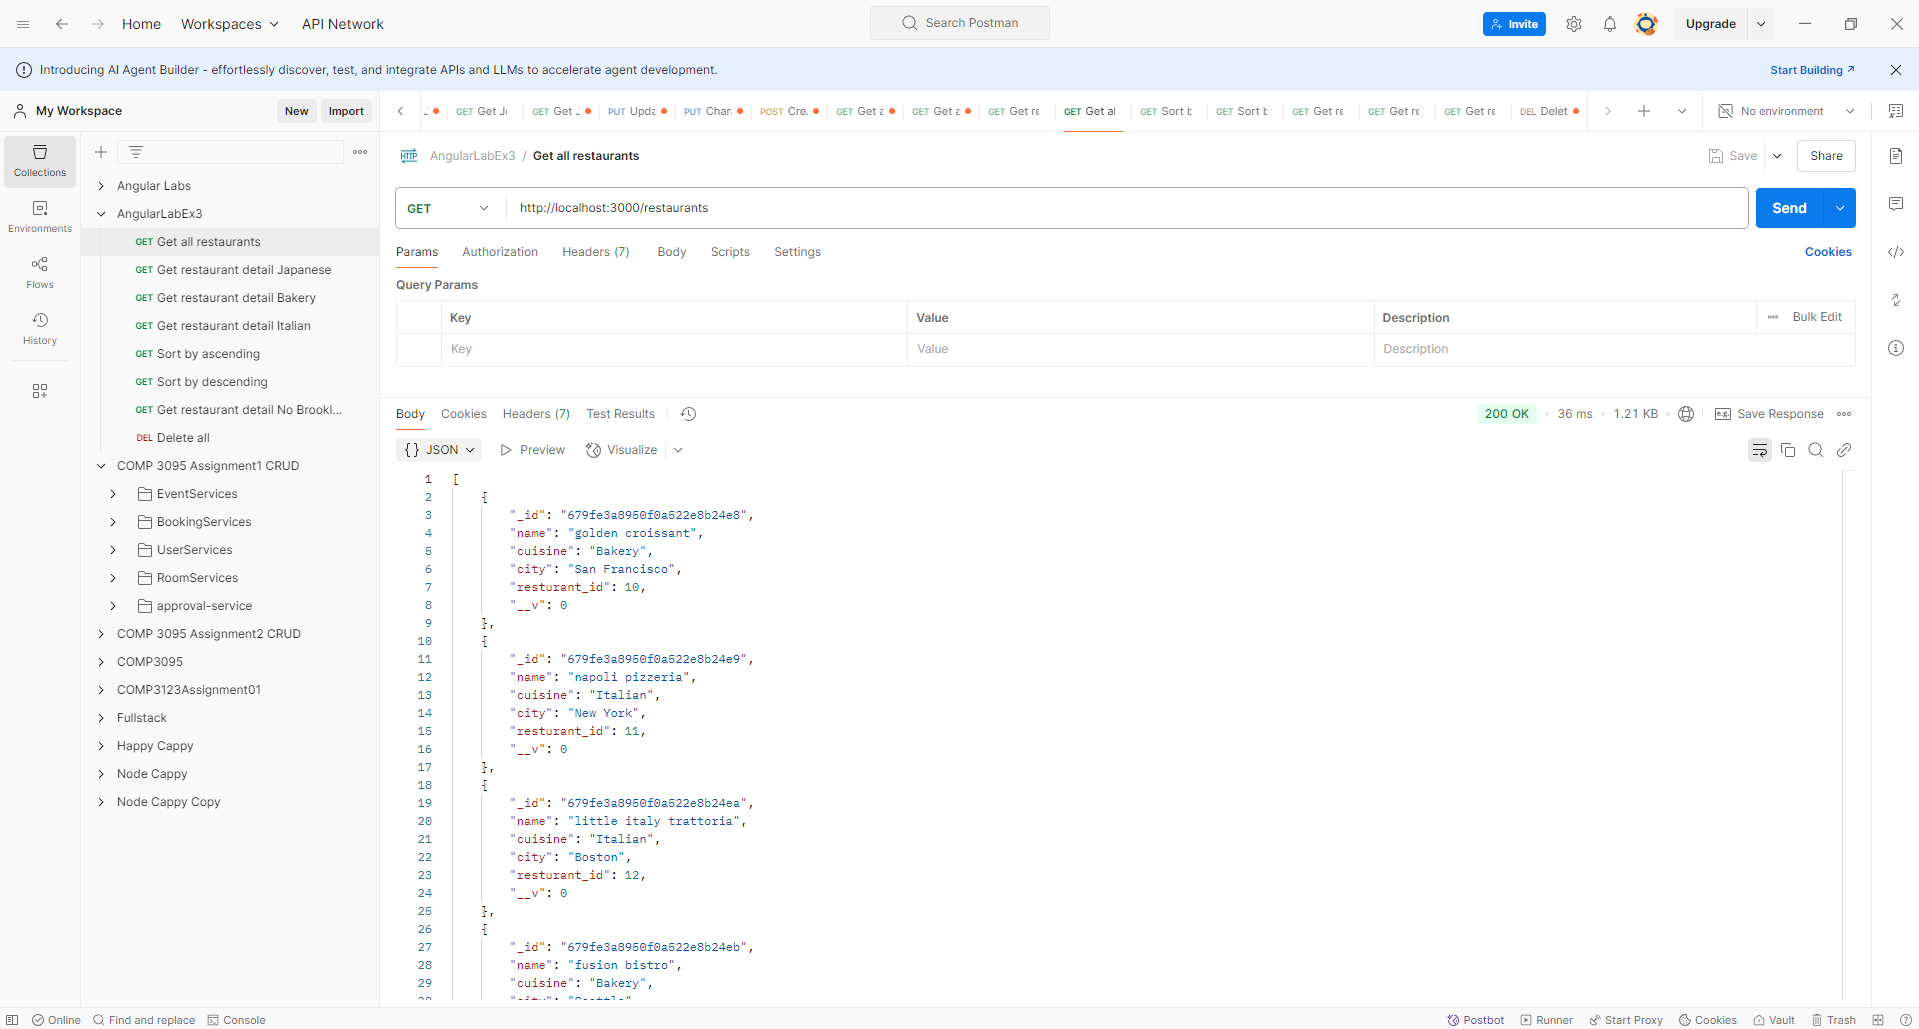 Home Workspaces API Network Search Postman Invite Upgrade
Introducing AI Agent Builder - effortlessly discover, test, and integrate APIs and LLMs to accelerate agent development. Start Building
My Workspace New Import
GET Get Je GET Get J PUT Upda PUT Char POST Cre GET Get a GET Get a GET Get re GET Get al GET Sort b GET Sort b GET Get re GET Get re GET Get re DEL Delet No environment
Collections
Environments
Flows
History
Angular Labs
AngularLabEx3
GET Get all restaurants
GET Get restaurant detail Japanese
GET Get restaurant detail Bakery
GET Get restaurant detail Italian
GET Sort by ascending
GET Sort by descending
GET Get restaurant detail No Brookl...
DEL Delete all
COMP 3095 Assignment1 CRUD
EventServices
BookingServices
UserServices
RoomServices
approval-service
COMP 3095 Assignment2 CRUD
COMP3095
COMP3123Assignment01
Fullstack
Happy Cappy
Node Cappy
Node Cappy Copy
HTTP AngularLabEx3 / Get all restaurants Save Share
GET http://localhost:3000/restaurants Send
Params Authorization Headers (7) Body Scripts Settings Cookies
Query Params
Key Value Description Bulk Edit
Key Value Description
Body Cookies Headers (7) Test Results 200 OK • 36 ms • 1.21 KB • e.g. Save Response
{} JSON Preview Visualize
1 [
2 {
3 "_id": "679fe3a8950f0a522e8b24e8",
4 "name": "golden croissant",
5 "cuisine": "Bakery",
6 "city": "San Francisco",
7 "resturant_id": 10,
8 "__v": 0
9 },
10 {
11 "_id": "679fe3a8950f0a522e8b24e9",
12 "name": "napoli pizzeria",
13 "cuisine": "Italian",
14 "city": "New York",
15 "resturant_id": 11,
16 "__v": 0
17 },
18 {
19 "_id": "679fe3a8950f0a522e8b24ea",
20 "name": "little italy trattoria",
21 "cuisine": "Italian",
22 "city": "Boston",
23 "resturant_id": 12,
24 "__v": 0
25 },
26 {
27 "_id": "679fe3a8950f0a522e8b24eb",
28 "name": "fusion bistro",
29 "cuisine": "Bakery",
30 "city": "Seattle",
Online Find and replace Console Postbot Runner Start Proxy Cookies Vault Trash